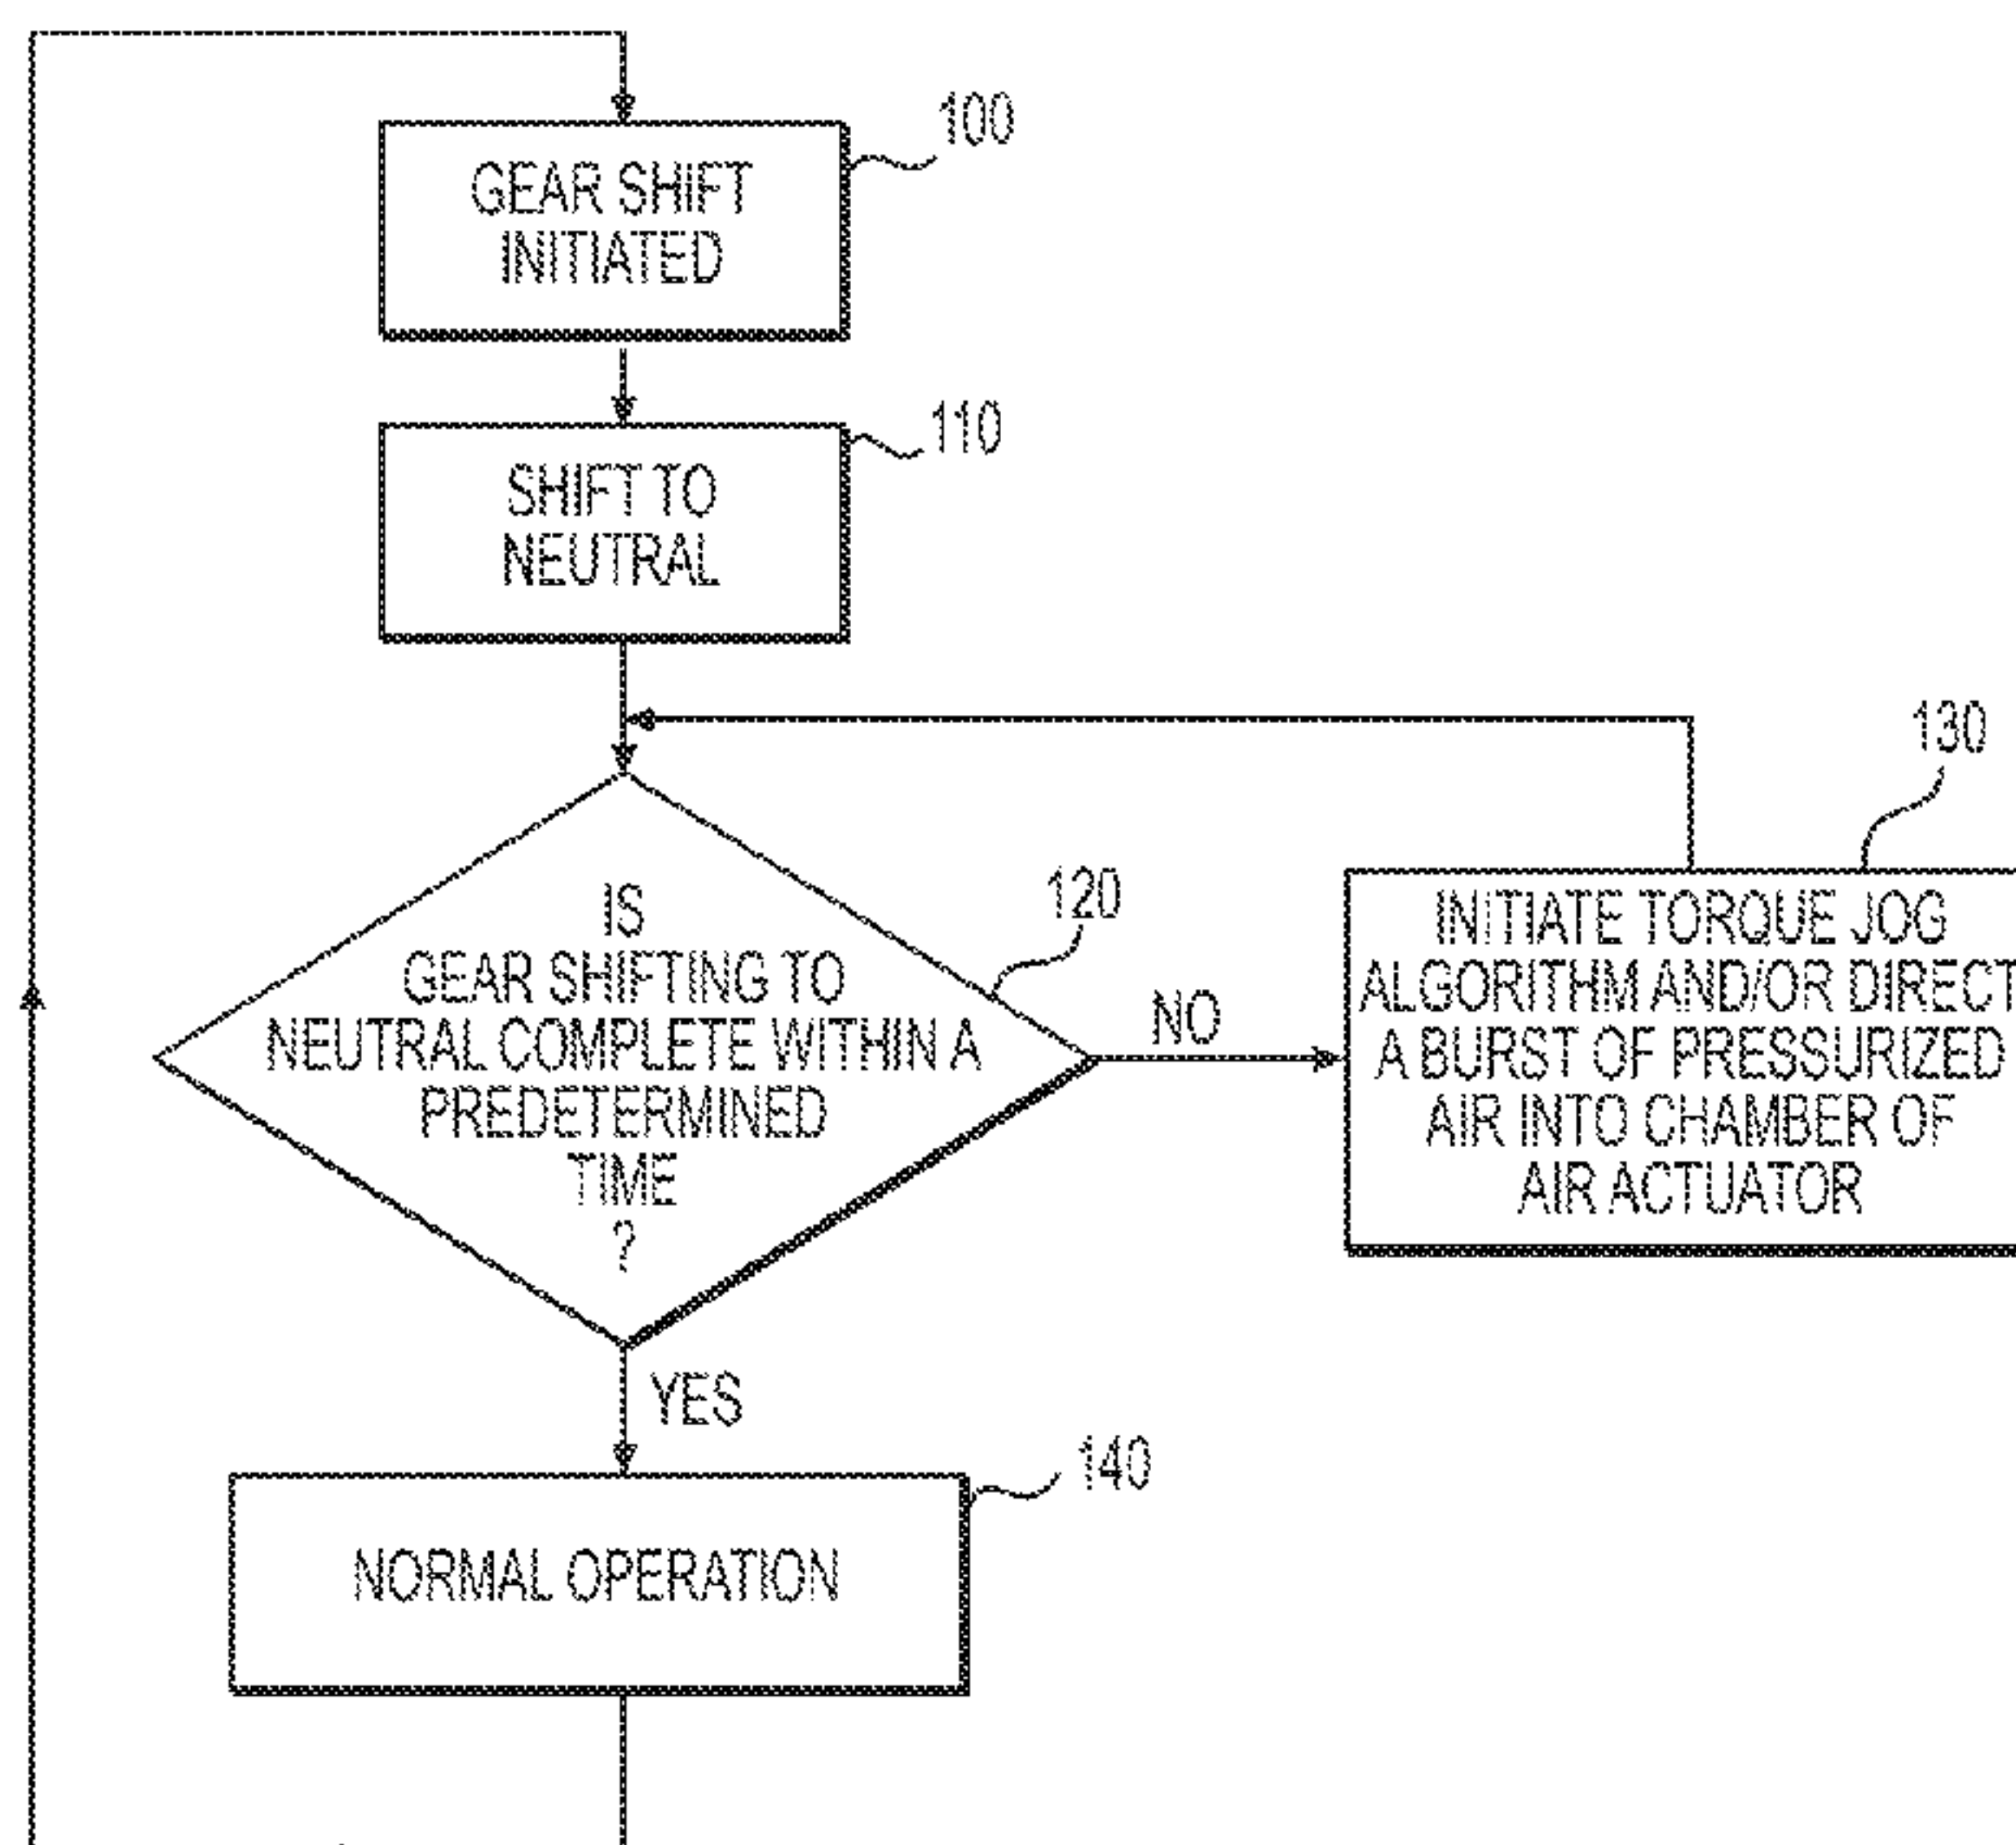 100
GEAR SHIFT
INITIATED
110
SHIFT TO
NEUTRAL
130
120
IS
GEAR SHIFTING TO
NEUTRAL COMPLETE WITHIN A
PREDETERMINED
TIME
?
NO
INITIATE TORQUE JOG
ALGORITHM AND/OR DIRECT
A BURST OF PRESSURIZED
AIR INTO CHAMBER OF
AIR ACTUATOR
YES
140
NORMAL OPERATION